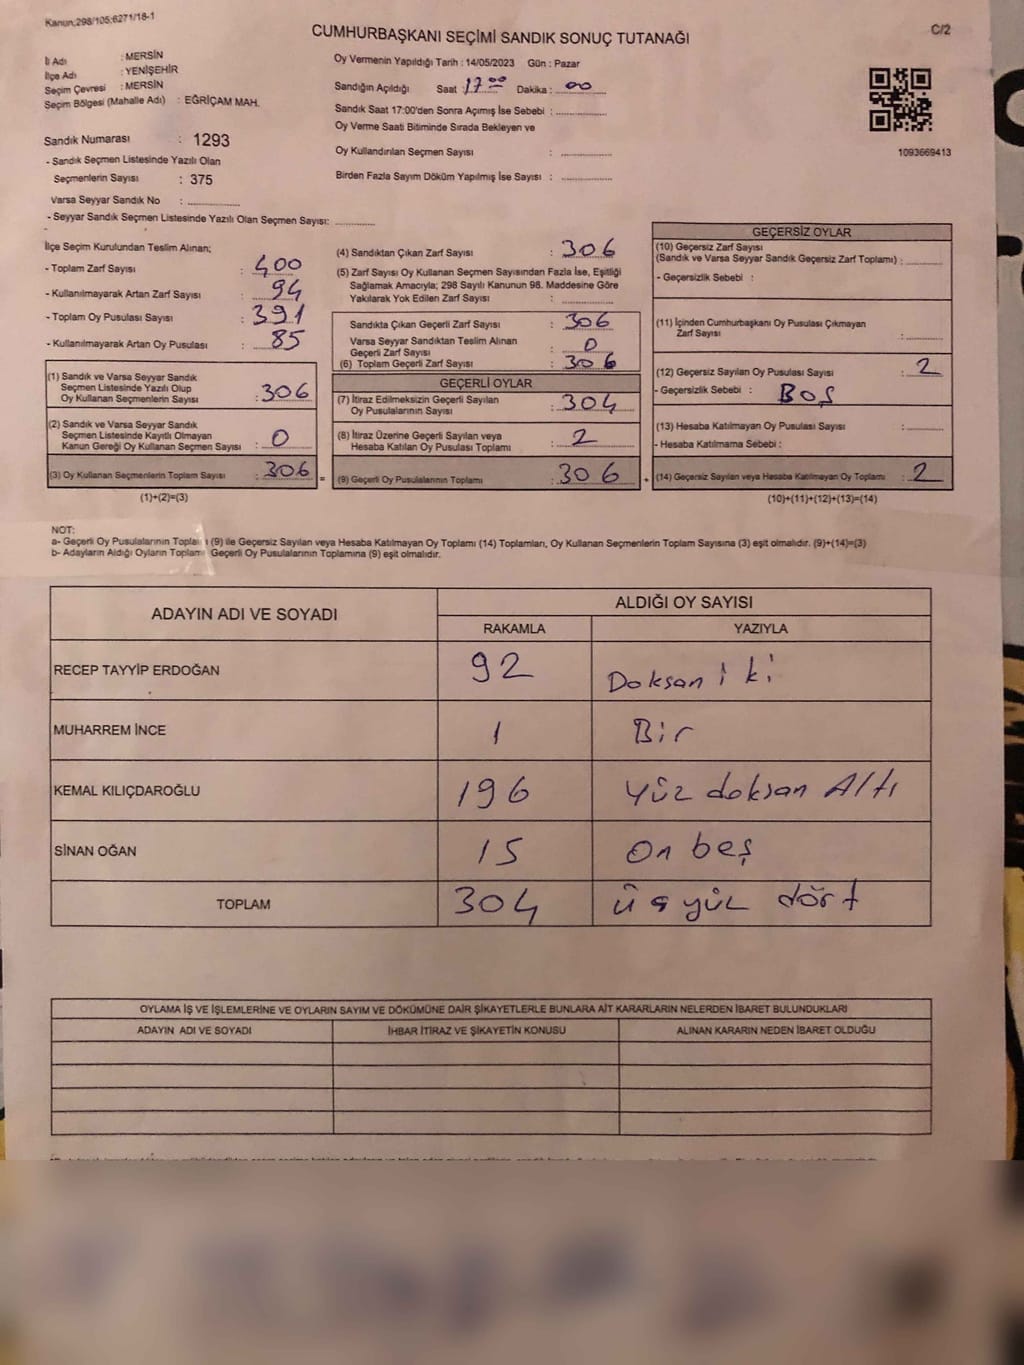 Kanun;298/105;6271/18-1
C/2
CUMHURBAŞKANI SEÇİMİ SANDIK SONUÇ TUTANAĞI
İl Adı : MERSİN
İlçe Adı : YENİŞEHİR
Seçim Çevresi : MERSİN
Seçim Bölgesi (Mahalle Adı) : EĞRİÇAM MAH.
Sandık Numarası : 1293
- Sandık Seçmen Listesinde Yazılı Olan
Seçmenlerin Sayısı : 375
Varsa Seyyar Sandık No :
- Seyyar Sandık Seçmen Listesinde Yazılı Olan Seçmen Sayısı:
Oy Vermenin Yapıldığı Tarih : 14/05/2023 Gün : Pazar
Sandığın Açıldığı Saat : 17.00 Dakika : 00
Sandık Saat 17:00'den Sonra Açımış İse Sebebi :
Oy Verme Saati Bitiminde Sırada Bekleyen ve
Oy Kullandırılan Seçmen Sayısı :
Birden Fazla Sayım Döküm Yapılmış İse Sayısı :
1093669413
İlçe Seçim Kurulundan Teslim Alınan;
- Toplam Zarf Sayısı : 400
- Kullanılmayarak Artan Zarf Sayısı : 94
- Toplam Oy Pusulası Sayısı : 391
- Kullanılmayarak Artan Oy Pusulası : 85
(1) Sandık ve Varsa Seyyar Sandık
Seçmen Listesinde Yazılı Olup
Oy Kullanan Seçmenlerin Sayısı : 306
(2) Sandık ve Varsa Seyyar Sandık
Seçmen Listesinde Kayıtlı Olmayan
Kanun Gereği Oy Kullanan Seçmen Sayısı : 0
(3) Oy Kullanan Seçmenlerin Toplam Sayısı : 306
(1)+(2)=(3)
(4) Sandıktan Çıkan Zarf Sayısı : 306
(5) Zarf Sayısı Oy Kullanan Seçmen Sayısından Fazla İse, Eşitliği
Sağlamak Amacıyla; 298 Sayılı Kanunun 98. Maddesine Göre
Yakılarak Yok Edilen Zarf Sayısı :
Sandıkta Çıkan Geçerli Zarf Sayısı : 306
Varsa Seyyar Sandıktan Teslim Alınan
Geçerli Zarf Sayısı : 0
(6) Toplam Geçerli Zarf Sayısı : 306
GEÇERLİ OYLAR
(7) İtiraz Edilmeksizin Geçerli Sayılan
Oy Pusulalarının Sayısı : 304
(8) İtiraz Üzerine Geçerli Sayılan veya
Hesaba Katılan Oy Pusulası Toplamı : 2
(9) Geçerli Oy Pusulalarının Toplamı : 306
GEÇERSİZ OYLAR
(10) Geçersiz Zarf Sayısı
(Sandık ve Varsa Seyyar Sandık Geçersiz Zarf Toplamı) :
- Geçersizlik Sebebi :
(11) İçinden Cumhurbaşkanı Oy Pusulası Çıkmayan
Zarf Sayısı :
(12) Geçersiz Sayılan Oy Pusulası Sayısı : 2
- Geçersizlik Sebebi : BOŞ
(13) Hesaba Katılmayan Oy Pusulası Sayısı :
- Hesaba Katılmama Sebebi :
(14) Geçersiz Sayılan veya Hesaba Katılmayan Oy Toplamı : 2
(10)+(11)+(12)+(13)=(14)
NOT:
a- Geçerli Oy Pusulalarının Toplamı (9) ile Geçersiz Sayılan veya Hesaba Katılmayan Oy Toplamı (14) Toplamları, Oy Kullanan Seçmenlerin Toplam Sayısına (3) eşit olmalıdır. (9)+(14)=(3)
b- Adayların Aldığı Oyların Toplamı Geçerli Oy Pusulalarının Toplamına (9) eşit olmalıdır.
ADAYIN ADI VE SOYADI
ALDIĞI OY SAYISI
RAKAMLA YAZIYLA
RECEP TAYYİP ERDOĞAN 92 Doksan iki
MUHARREM İNCE 1 Bir
KEMAL KILIÇDAROĞLU 196 Yüz doksan Altı
SİNAN OĞAN 15 On beş
TOPLAM 304 üçyüz dört
OYLAMA İŞ VE İŞLEMLERİNE VE OYLARIN SAYIM VE DÖKÜMÜNE DAİR ŞİKAYETLERLE BUNLARA AİT KARARLARIN NELERDEN İBARET BULUNDUKLARI
ADAYIN ADI VE SOYADI İHBAR İTİRAZ VE ŞİKAYETİN KONUSU ALINAN KARARIN NEDEN İBARET OLDUĞU